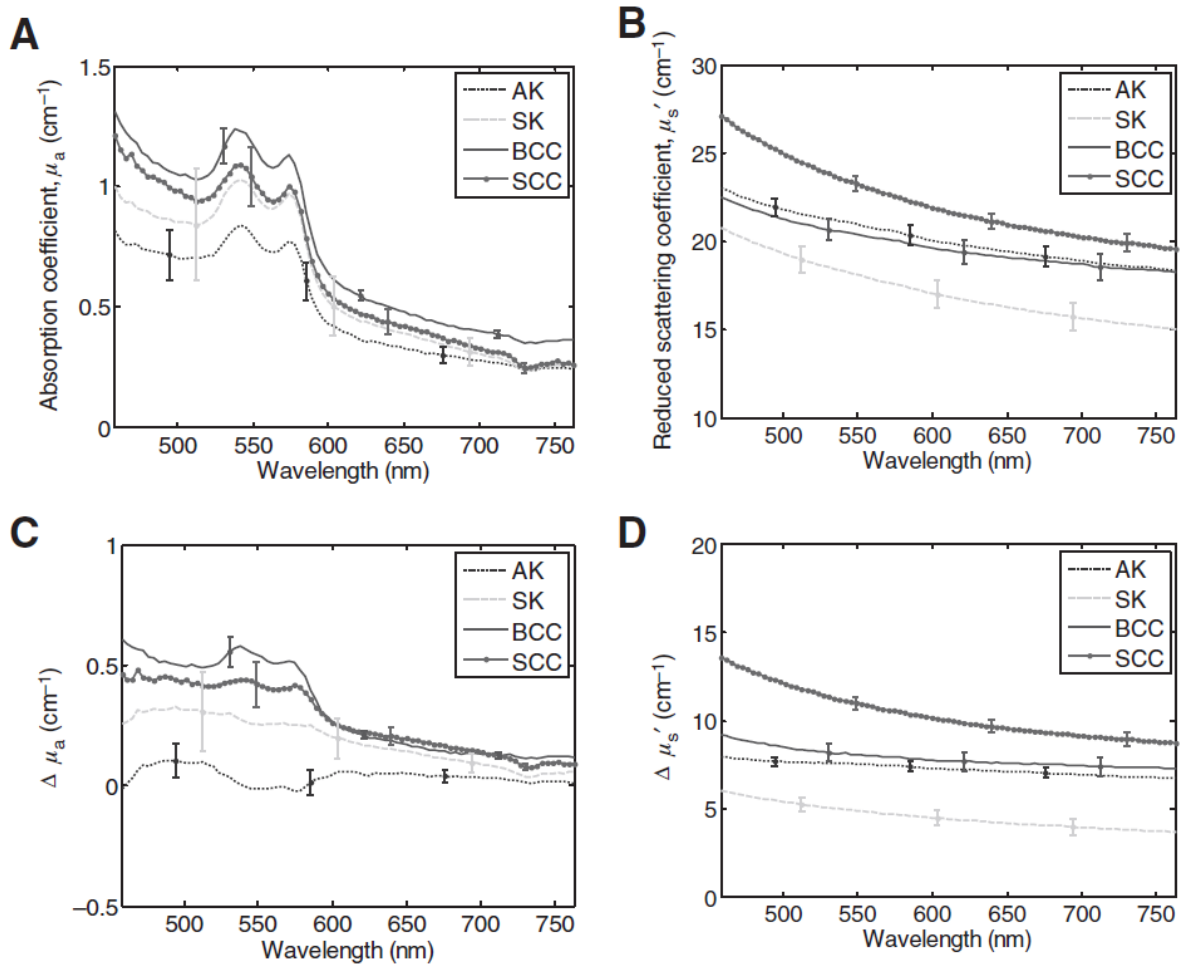 A
Absorption coefficient, μa (cm−1)
1.5
1
0.5
0
AK
SK
BCC
SCC
500 550 600 650 700 750
Wavelength (nm)
B
Reduced scattering coefficient, μs′ (cm−1)
30
25
20
15
10
AK
SK
BCC
SCC
500 550 600 650 700 750
Wavelength (nm)
C
Δ μa (cm−1)
1
0.5
0
−0.5
AK
SK
BCC
SCC
500 550 600 650 700 750
Wavelength (nm)
D
Δ μs′ (cm−1)
20
15
10
5
0
AK
SK
BCC
SCC
500 550 600 650 700 750
Wavelength (nm)